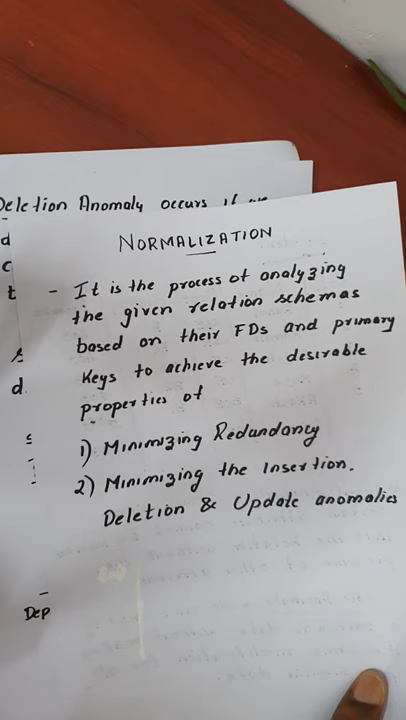 Deletion Anomaly occurs if we
NORMALIZATION
- It is the process of analyzing
the given relation schemas
based on their FDs and primary
Keys to achieve the desirable
properties of
1) Minimizing Redundancy
2) Minimizing the Insertion.
Deletion & Update anomalies
d
c
t
d
Dep